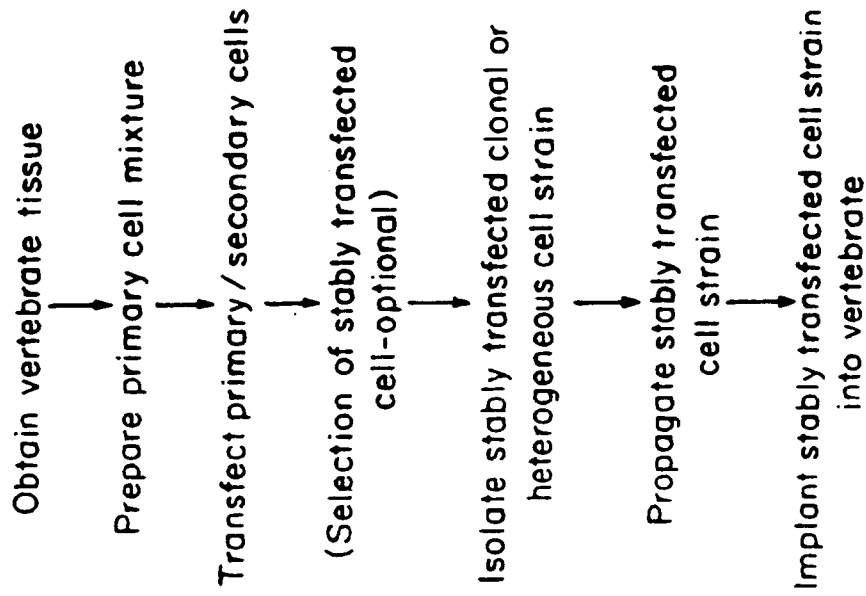 Obtain vertebrate tissue
Prepare primary cell mixture
Transfect primary/secondary cells
(Selection of stably transfected
cell-optional)
Isolate stably transfected clonal or
heterogeneous cell strain
Propagate stably transfected
cell strain
Implant stably transfected cell strain
into vertebrate